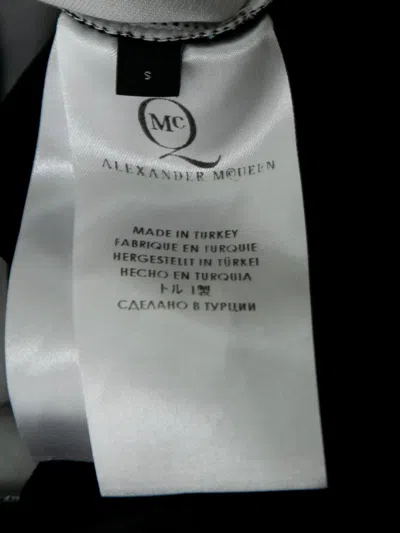 S
McQ
ALEXANDER McQUEEN
MADE IN TURKEY
FABRIQUE EN TURQUIE
HERGESTELLT IN TÜRKEI
HECHO EN TURQUIA
トルコ製
СДЕЛАНО В ТУРЦИИ